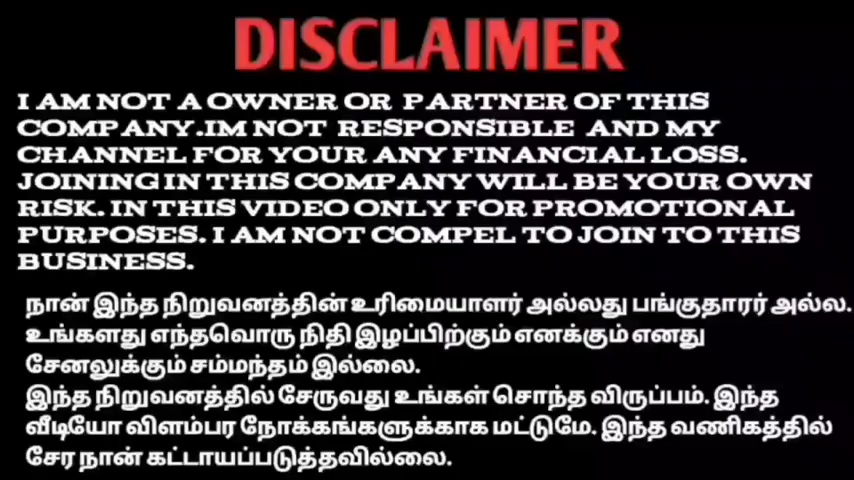 DISCLAIMER
I AM NOT A OWNER OR PARTNER OF THIS
COMPANY.IM NOT RESPONSIBLE AND MY
CHANNEL FOR YOUR ANY FINANCIAL LOSS.
JOINING IN THIS COMPANY WILL BE YOUR OWN
RISK. IN THIS VIDEO ONLY FOR PROMOTIONAL
PURPOSES. I AM NOT COMPEL TO JOIN TO THIS
BUSINESS.
நான் இந்த நிறுவனத்தின் உரிமையாளர் அல்லது பங்குதாரர் அல்ல.
உங்களது எந்தவொரு நிதி இழப்பிற்கும் எனக்கும் எனது
சேனலுக்கும் சம்மந்தம் இல்லை.
இந்த நிறுவனத்தில் சேருவது உங்கள் சொந்த விருப்பம். இந்த
வீடியோ விளம்பர நோக்கங்களுக்காக மட்டுமே. இந்த வணிகத்தில்
சேர நான் கட்டாயப்படுத்தவில்லை.